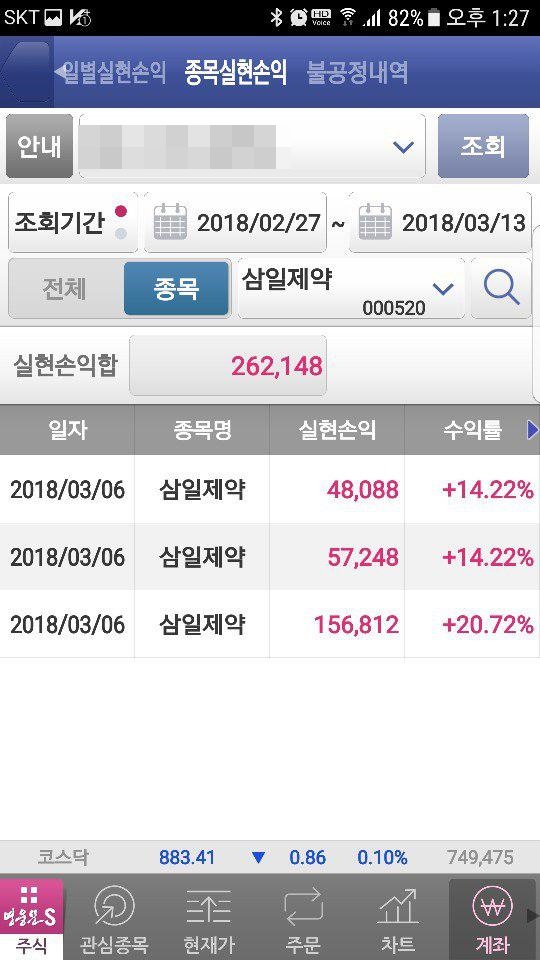 SKT HD Voice 82% 오후 1:27
일별실현손익 종목실현손익 불공정내역
안내 조회
조회기간 2018/02/27 ~ 2018/03/13
전체 종목 삼일제약 000520
실현손익합 262,148
일자 종목명 실현손익 수익률
2018/03/06 삼일제약 48,088 +14.22%
2018/03/06 삼일제약 57,248 +14.22%
2018/03/06 삼일제약 156,812 +20.72%
코스닥 883.41 ▼ 0.86 0.10% 749,475
영웅문S
주식 관심종목 현재가 주문 차트 계좌